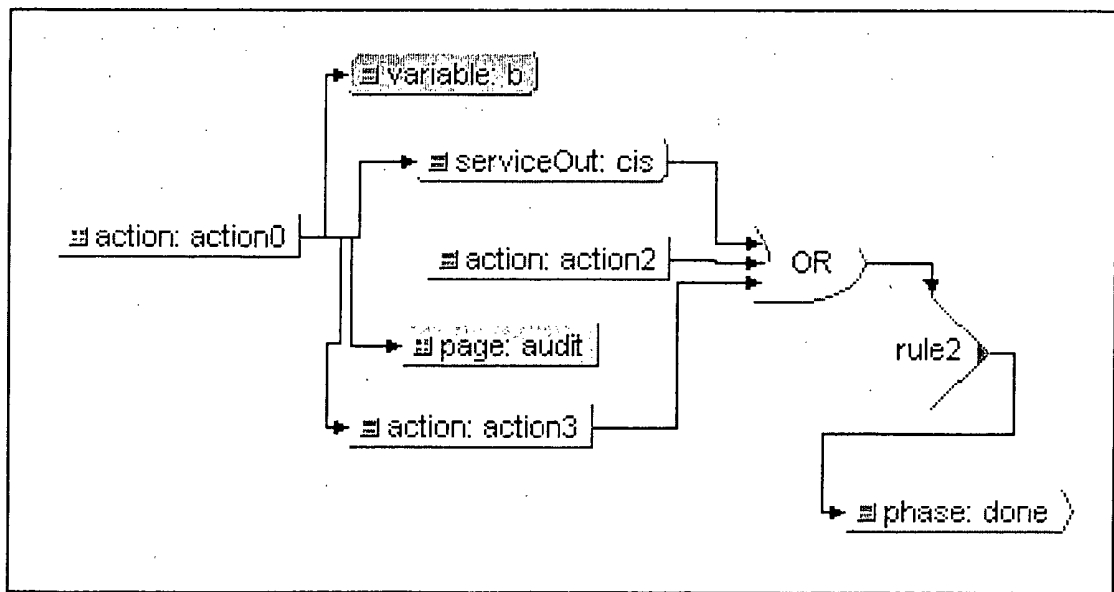 variable: b
serviceOut: cis
action: action0
action: action2
OR
page: audit
rule2
action: action3
phase: done